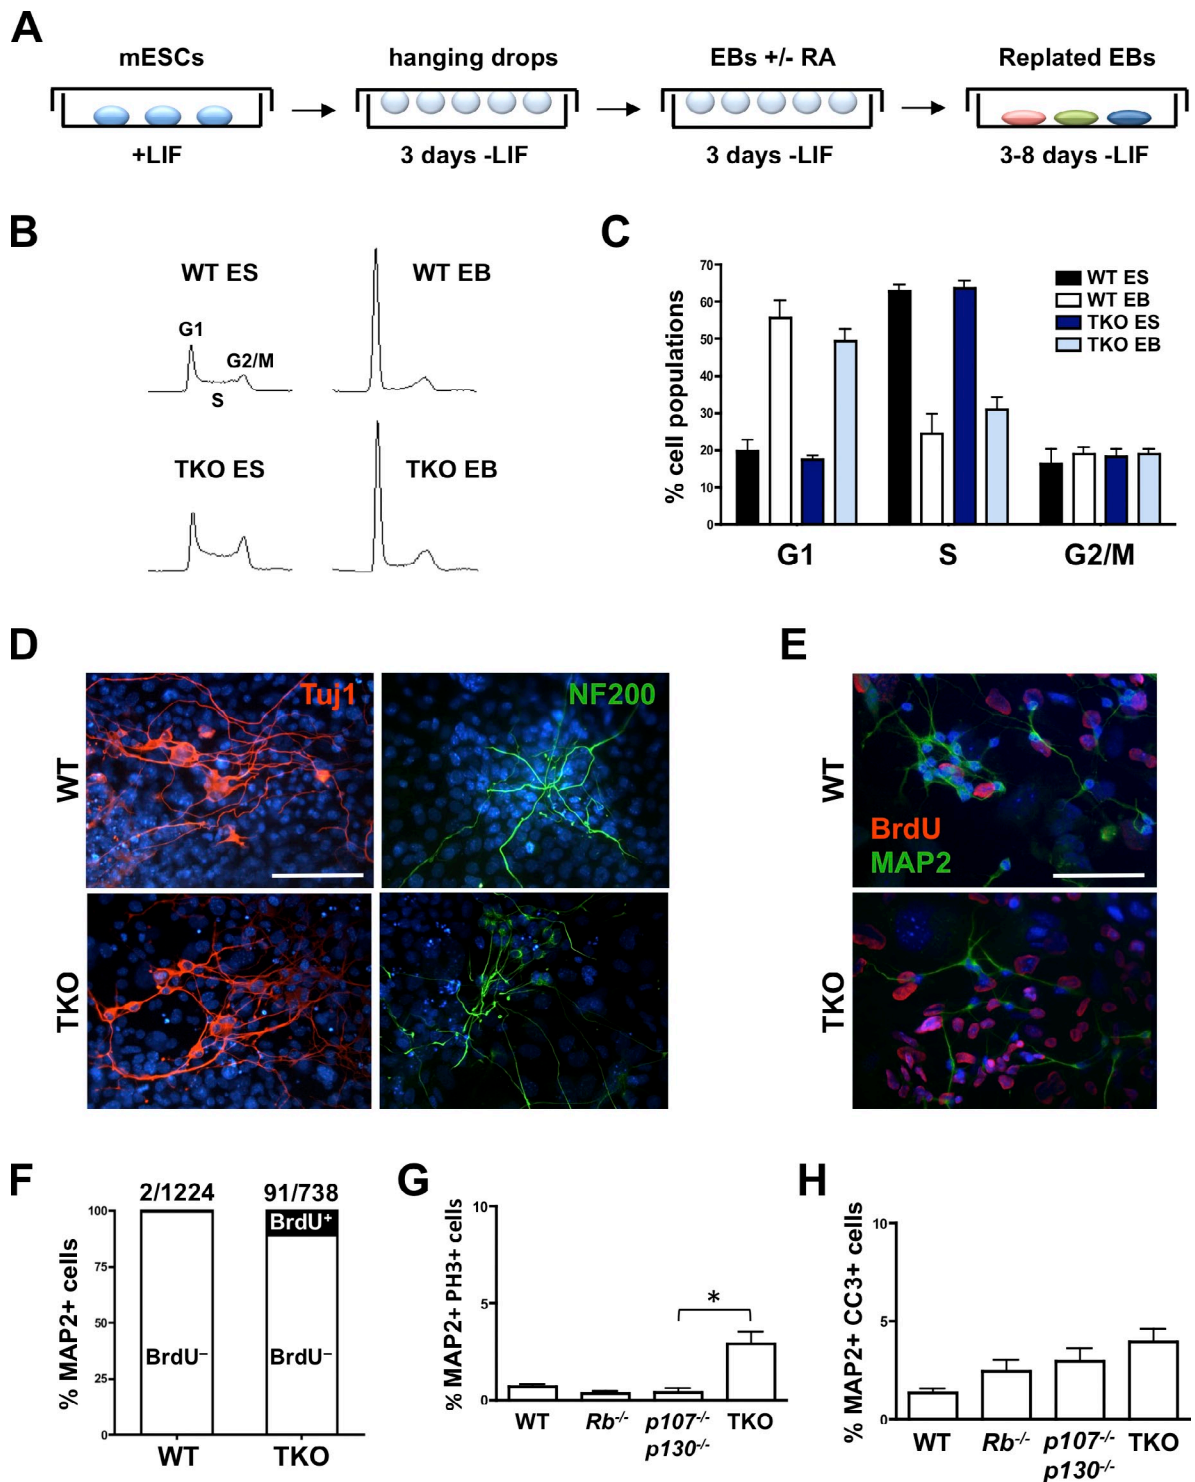 A
mESCs
hanging drops
EBs +/- RA
Replated EBs
+LIF
3 days -LIF
3 days -LIF
3-8 days -LIF
B
WT ES
WT EB
G1
G2/M
S
TKO ES
TKO EB
C
% cell populations
70
60
50
40
30
20
10
0
WT ES
WT EB
TKO ES
TKO EB
G1
S
G2/M
D
WT
TKO
Tuj1
NF200
E
WT
TKO
BrdU
MAP2
F
2/1224
91/738
% MAP2+ cells
100
75
50
25
0
BrdU⁺
BrdU⁻
BrdU⁻
WT
TKO
G
% MAP2+ PH3+ cells
10
5
0
*
WT
Rb⁻/⁻
p107⁻/⁻
p130⁻/⁻
TKO
H
% MAP2+ CC3+ cells
10
5
0
WT
Rb⁻/⁻
p107⁻/⁻
p130⁻/⁻
TKO